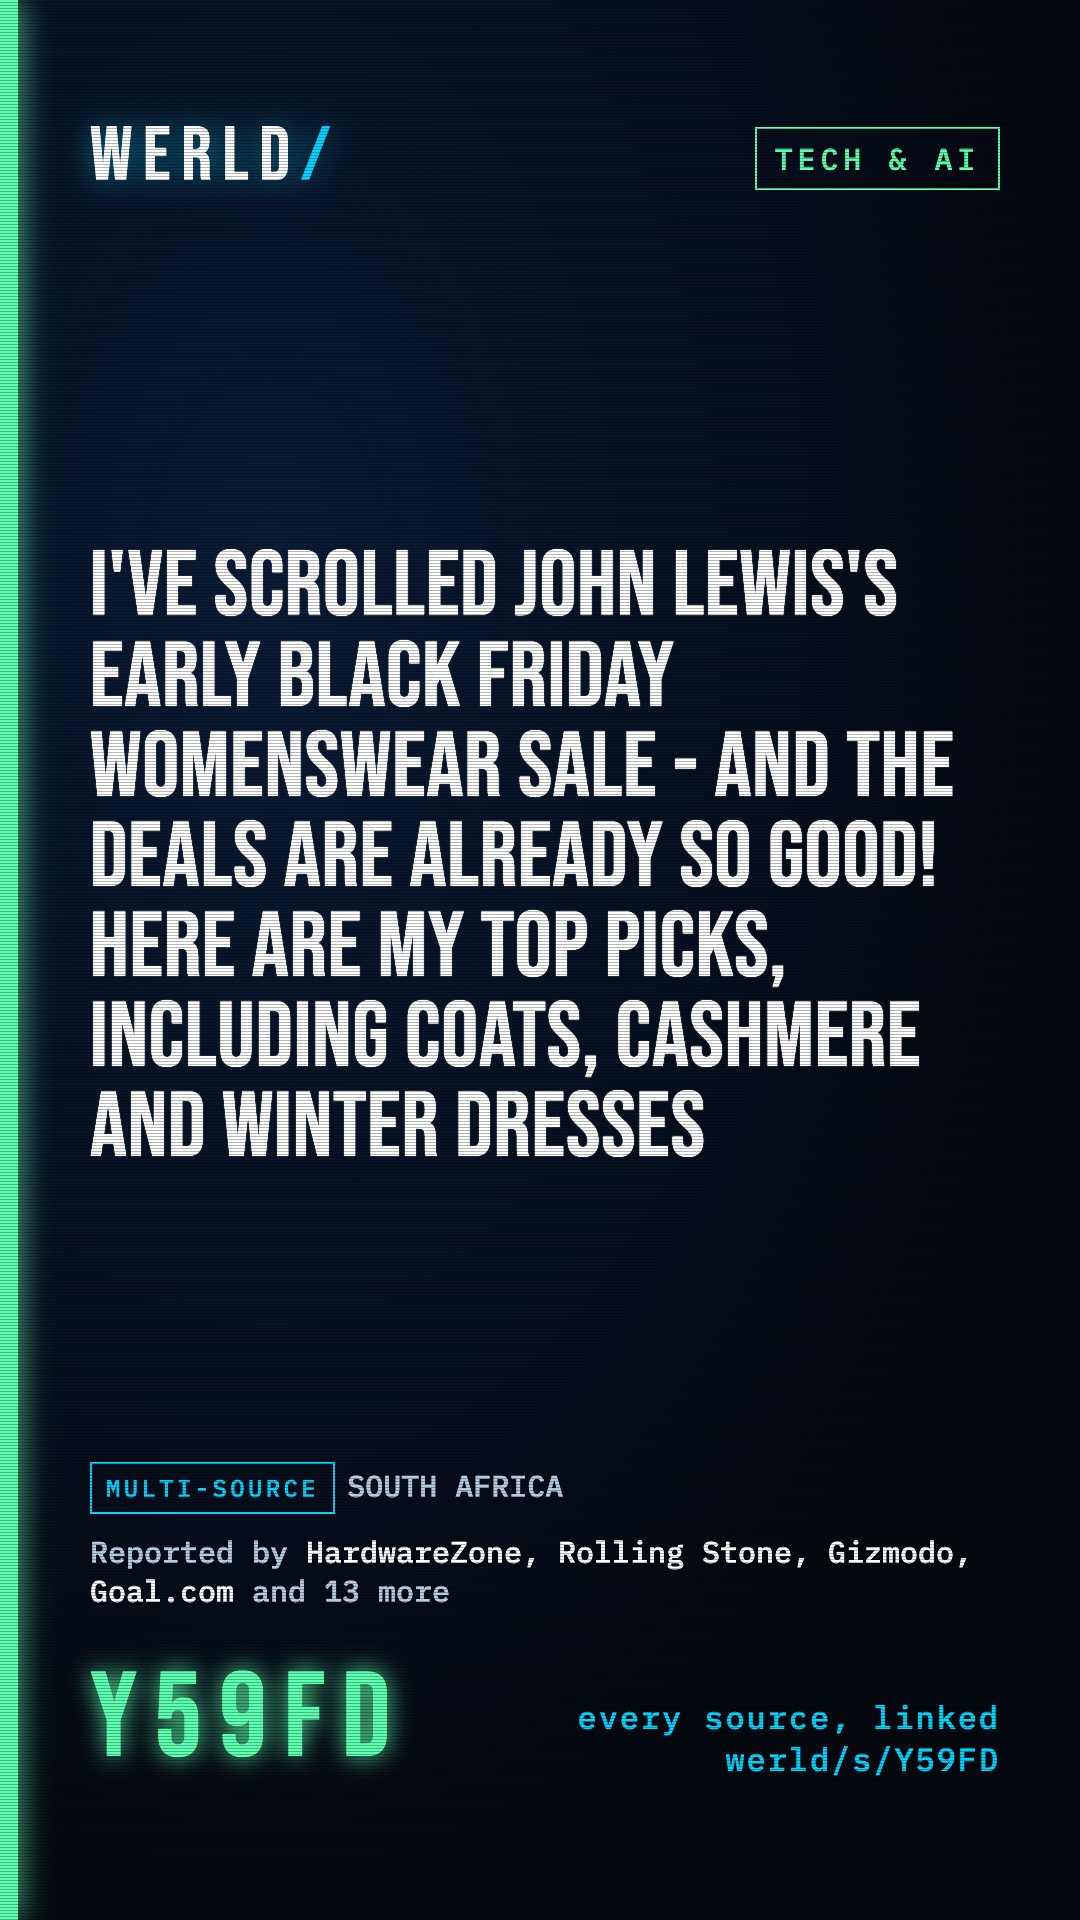 WERLD/
TECH & AI
I'VE SCROLLED JOHN LEWIS'S
EARLY BLACK FRIDAY
WOMENSWEAR SALE - AND THE
DEALS ARE ALREADY SO GOOD!
HERE ARE MY TOP PICKS,
INCLUDING COATS, CASHMERE
AND WINTER DRESSES
MULTI-SOURCE SOUTH AFRICA
Reported by HardwareZone, Rolling Stone, Gizmodo,
Goal.com and 13 more
Y59FD
every source, linked
werld/s/Y59FD